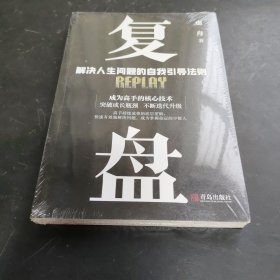 复
解决人生问题的自我引导法则
REPLAY
成为高手的核心技术
突破成长瓶颈 不断迭代升级
盘
青岛出版社